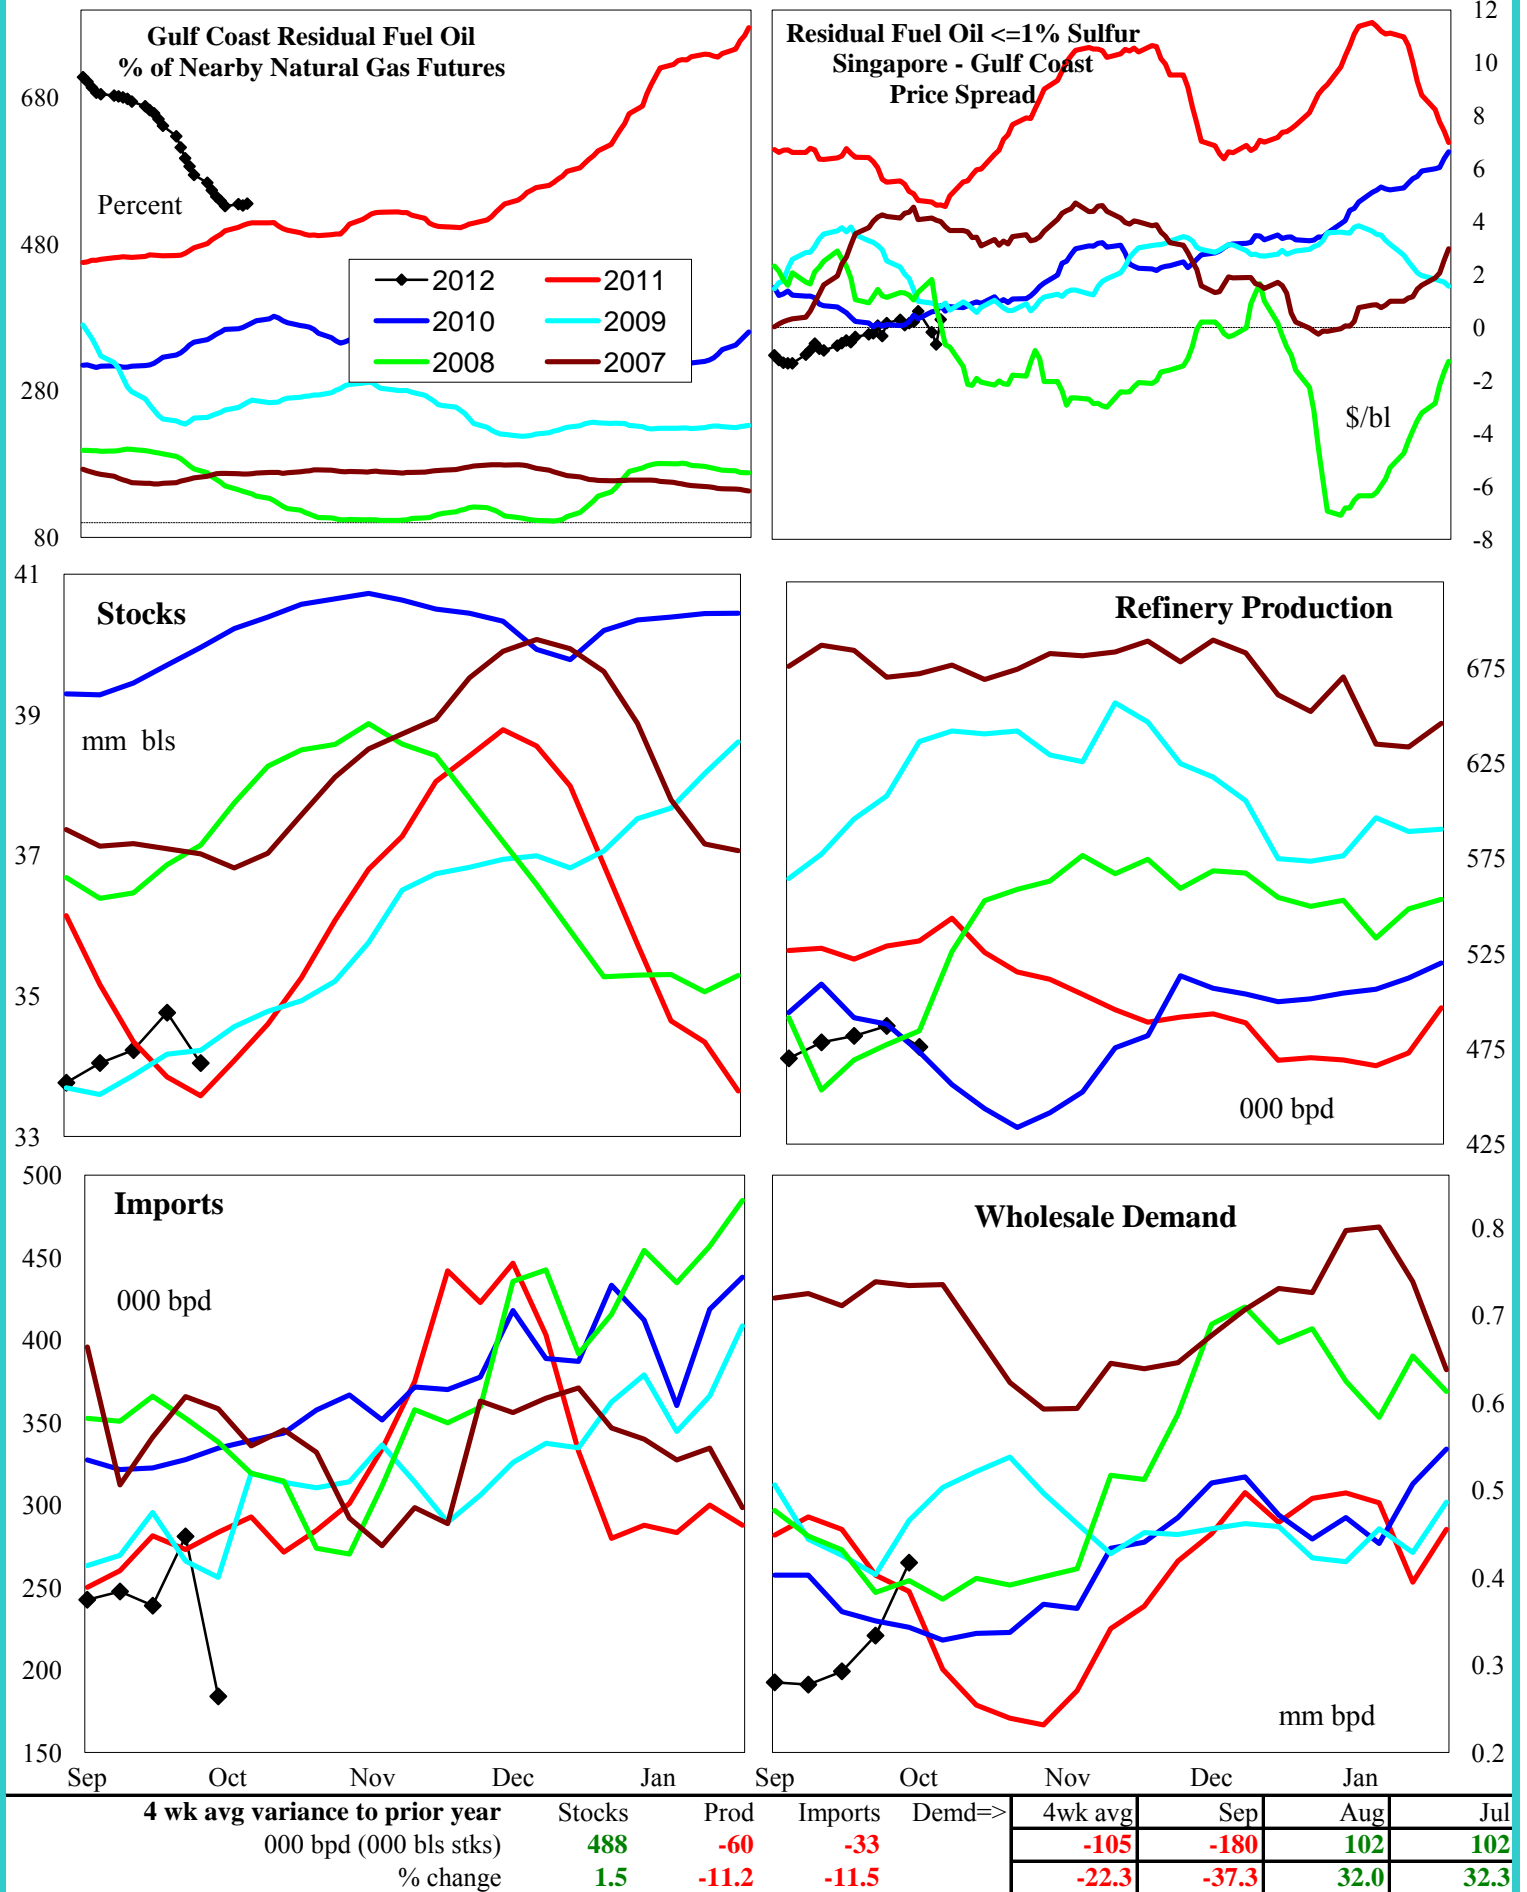 Gulf Coast Residual Fuel Oil
% of Nearby Natural Gas Futures
680
480
280
80
Percent
2012 2011
2010 2009
2008 2007
Residual Fuel Oil <=1% Sulfur
Singapore - Gulf Coast
Price Spread
12
10
8
6
4
2
0
-2
-4
-6
-8
$/bl
Stocks
mm bls
41
39
37
35
33
Refinery Production
675
625
575
525
475
425
000 bpd
Imports
000 bpd
500
450
400
350
300
250
200
150
Sep Oct Nov Dec Jan
Wholesale Demand
0.8
0.7
0.6
0.5
0.4
0.3
0.2
mm bpd
Sep Oct Nov Dec Jan
4 wk avg variance to prior year Stocks Prod Imports Demd=> 4wk avg Sep Aug Jul
000 bpd (000 bls stks) 488 -60 -33 -105 -180 102 102
% change 1.5 -11.2 -11.5 -22.3 -37.3 32.0 32.3